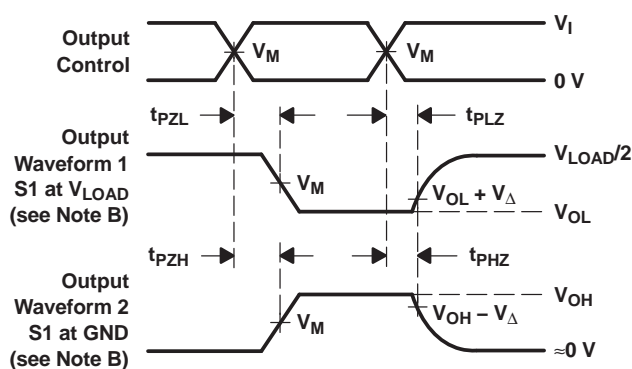 Output
Control
V_M
V_M
V_I
0 V
t_PZL
t_PLZ
Output
Waveform 1
S1 at V_LOAD
(see Note B)
V_M
V_LOAD/2
V_OL + V_Δ
V_OL
t_PZH
t_PHZ
Output
Waveform 2
S1 at GND
(see Note B)
V_M
V_OH
V_OH − V_Δ
≈0 V